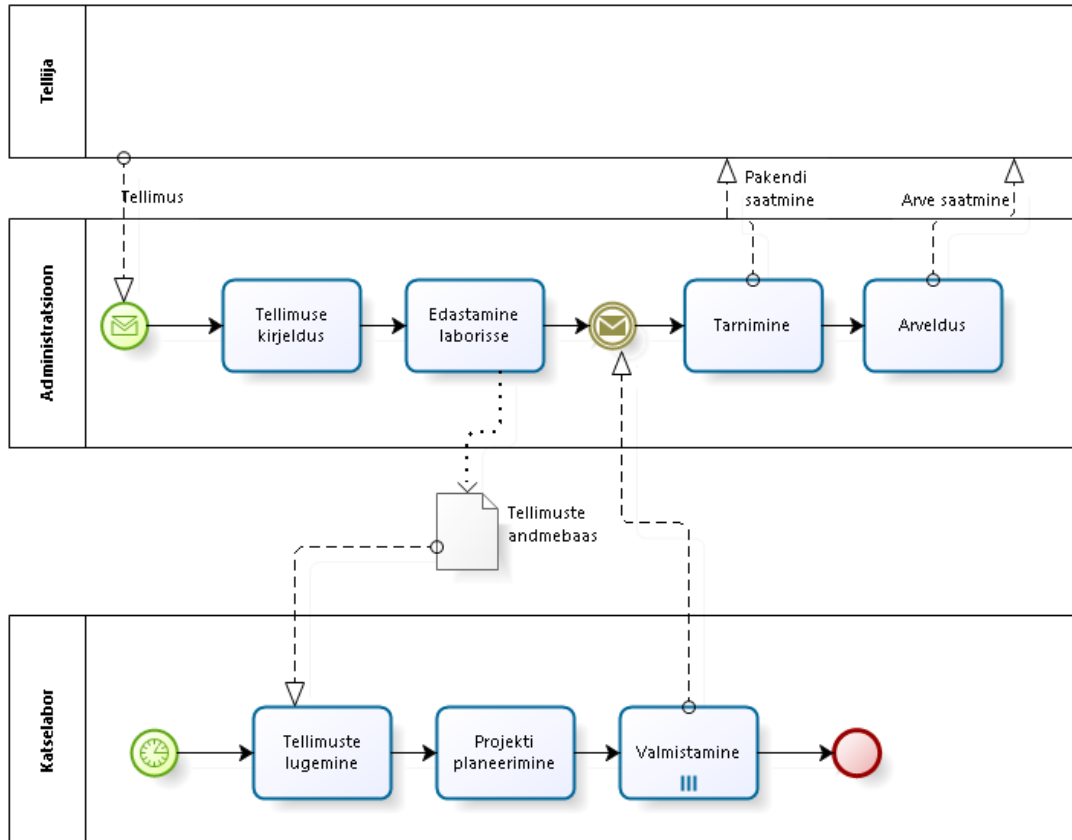 Tellija
Tellimus
Pakendi
saatmine
Arve saatmine
Administratsioon
Tellimuse
kirjeldus
Edastamine
laborisse
Tarnimine
Arveldus
Tellimuste
andmebaas
Katselabor
Tellimuste
lugemine
Projekti
planeerimine
Valmistamine